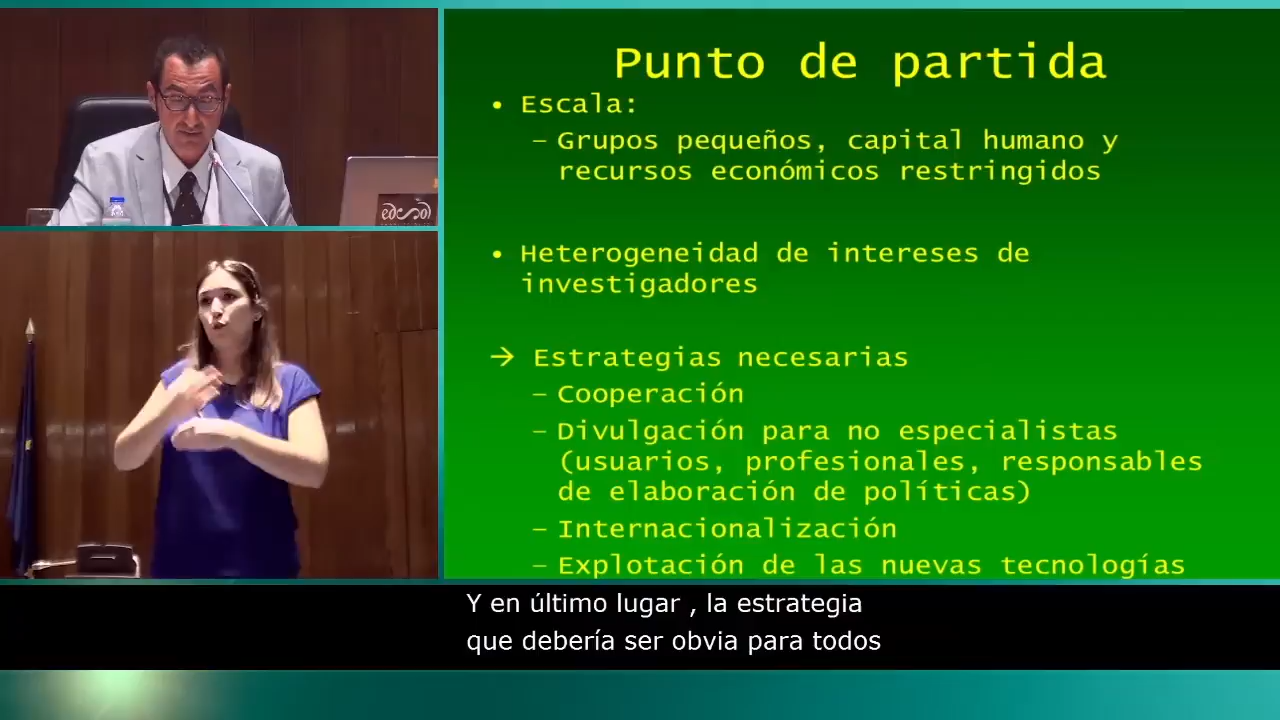 Punto de partida
• Escala:
– Grupos pequeños, capital humano y
recursos económicos restringidos
• Heterogeneidad de intereses de
investigadores
→ Estrategias necesarias
– Cooperación
– Divulgación para no especialistas
(usuarios, profesionales, responsables
de elaboración de políticas)
– Internacionalización
– Explotación de las nuevas tecnologías
Y en último lugar , la estrategia
que debería ser obvia para todos